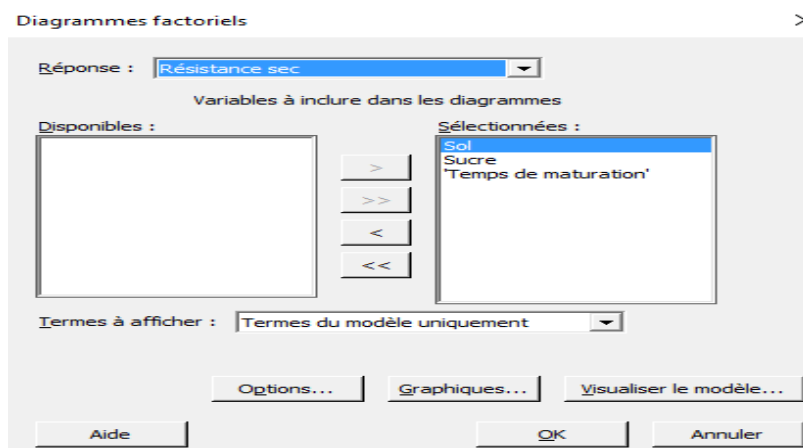 Diagrammes factoriels
Réponse : Résistance sec
Variables à inclure dans les diagrammes
Disponibles :
Sélectionnées :
Sol
Sucre
'Temps de maturation'
>
>>
<
<<
Termes à afficher : Termes du modèle uniquement
Options... Graphiques... Visualiser le modèle...
Aide OK Annuler